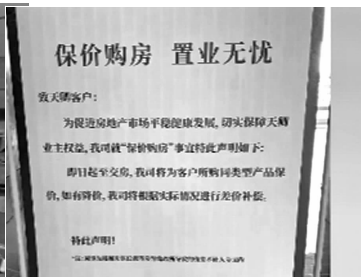 保价购房 置业无忧
致天麟客户:
为促进房地产市场平稳健康发展,切实保障天麟
业主权益,我司就“保价购房”事宜特此声明如下:
即日起至交房,我司将为客户所购同类型产品保
价,如有降价,我司将根据实际情况进行差价补偿。
特此声明!